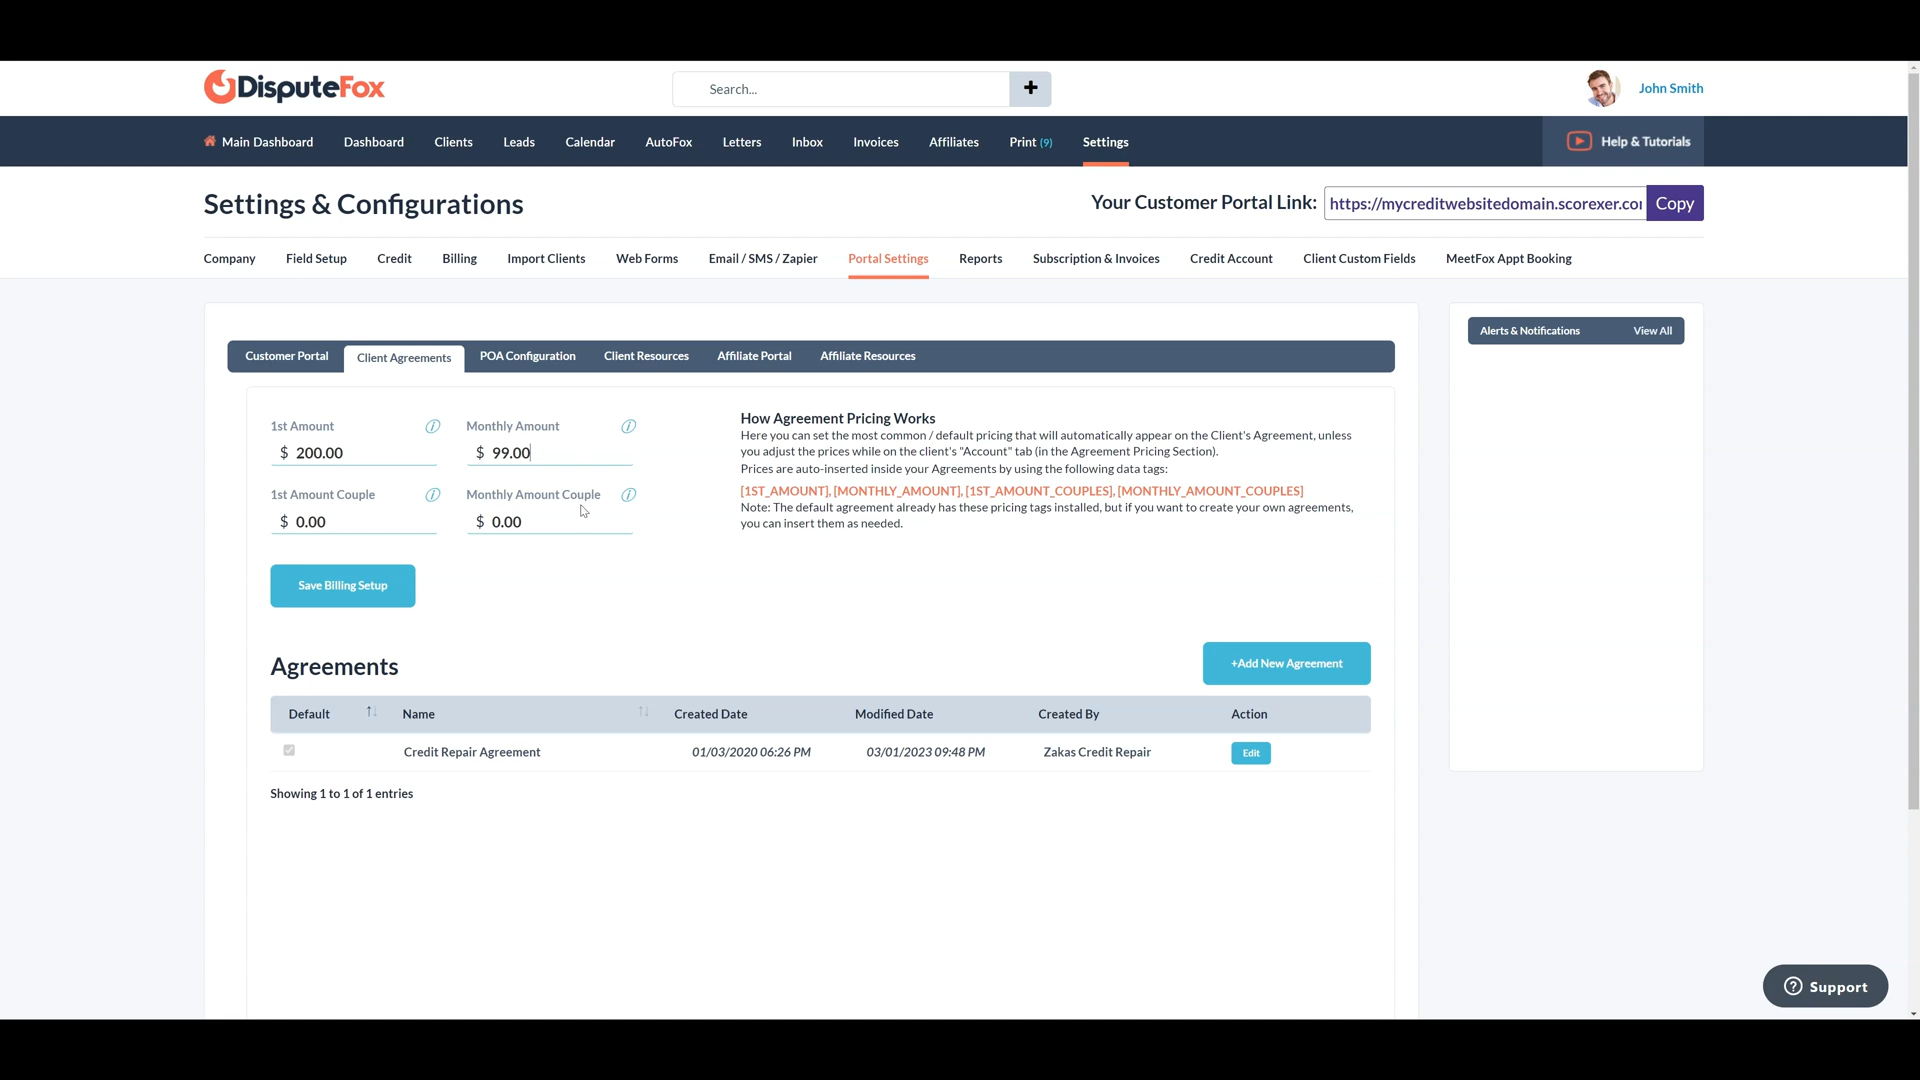 DisputeFox
Search...
John Smith
Main Dashboard
Dashboard
Clients
Leads
Calendar
AutoFox
Letters
Inbox
Invoices
Affiliates
Print (9)
Settings
Help & Tutorials
Settings & Configurations
Your Customer Portal Link:
https://mycreditwebsitedomain.scorexer.co
Copy
Company
Field Setup
Credit
Billing
Import Clients
Web Forms
Email / SMS / Zapier
Portal Settings
Reports
Subscription & Invoices
Credit Account
Client Custom Fields
MeetFox Appt Booking
Customer Portal
Client Agreements
POA Configuration
Client Resources
Affiliate Portal
Affiliate Resources
Alerts & Notifications
View All
1st Amount
$ 200.00
Monthly Amount
$ 99.00
1st Amount Couple
$ 0.00
Monthly Amount Couple
$ 0.00
Save Billing Setup
How Agreement Pricing Works
Here you can set the most common / default pricing that will automatically appear on the Client's Agreement, unless
you adjust the prices while on the client's "Account" tab (in the Agreement Pricing Section).
Prices are auto-inserted inside your Agreements by using the following data tags:
[1ST_AMOUNT], [MONTHLY_AMOUNT], [1ST_AMOUNT_COUPLES], [MONTHLY_AMOUNT_COUPLES]
Note: The default agreement already has these pricing tags installed, but if you want to create your own agreements,
you can insert them as needed.
Agreements
+Add New Agreement
Default
Name
Created Date
Modified Date
Created By
Action
Credit Repair Agreement
01/03/2020 06:26 PM
03/01/2023 09:48 PM
Zakas Credit Repair
Edit
Showing 1 to 1 of 1 entries
Support